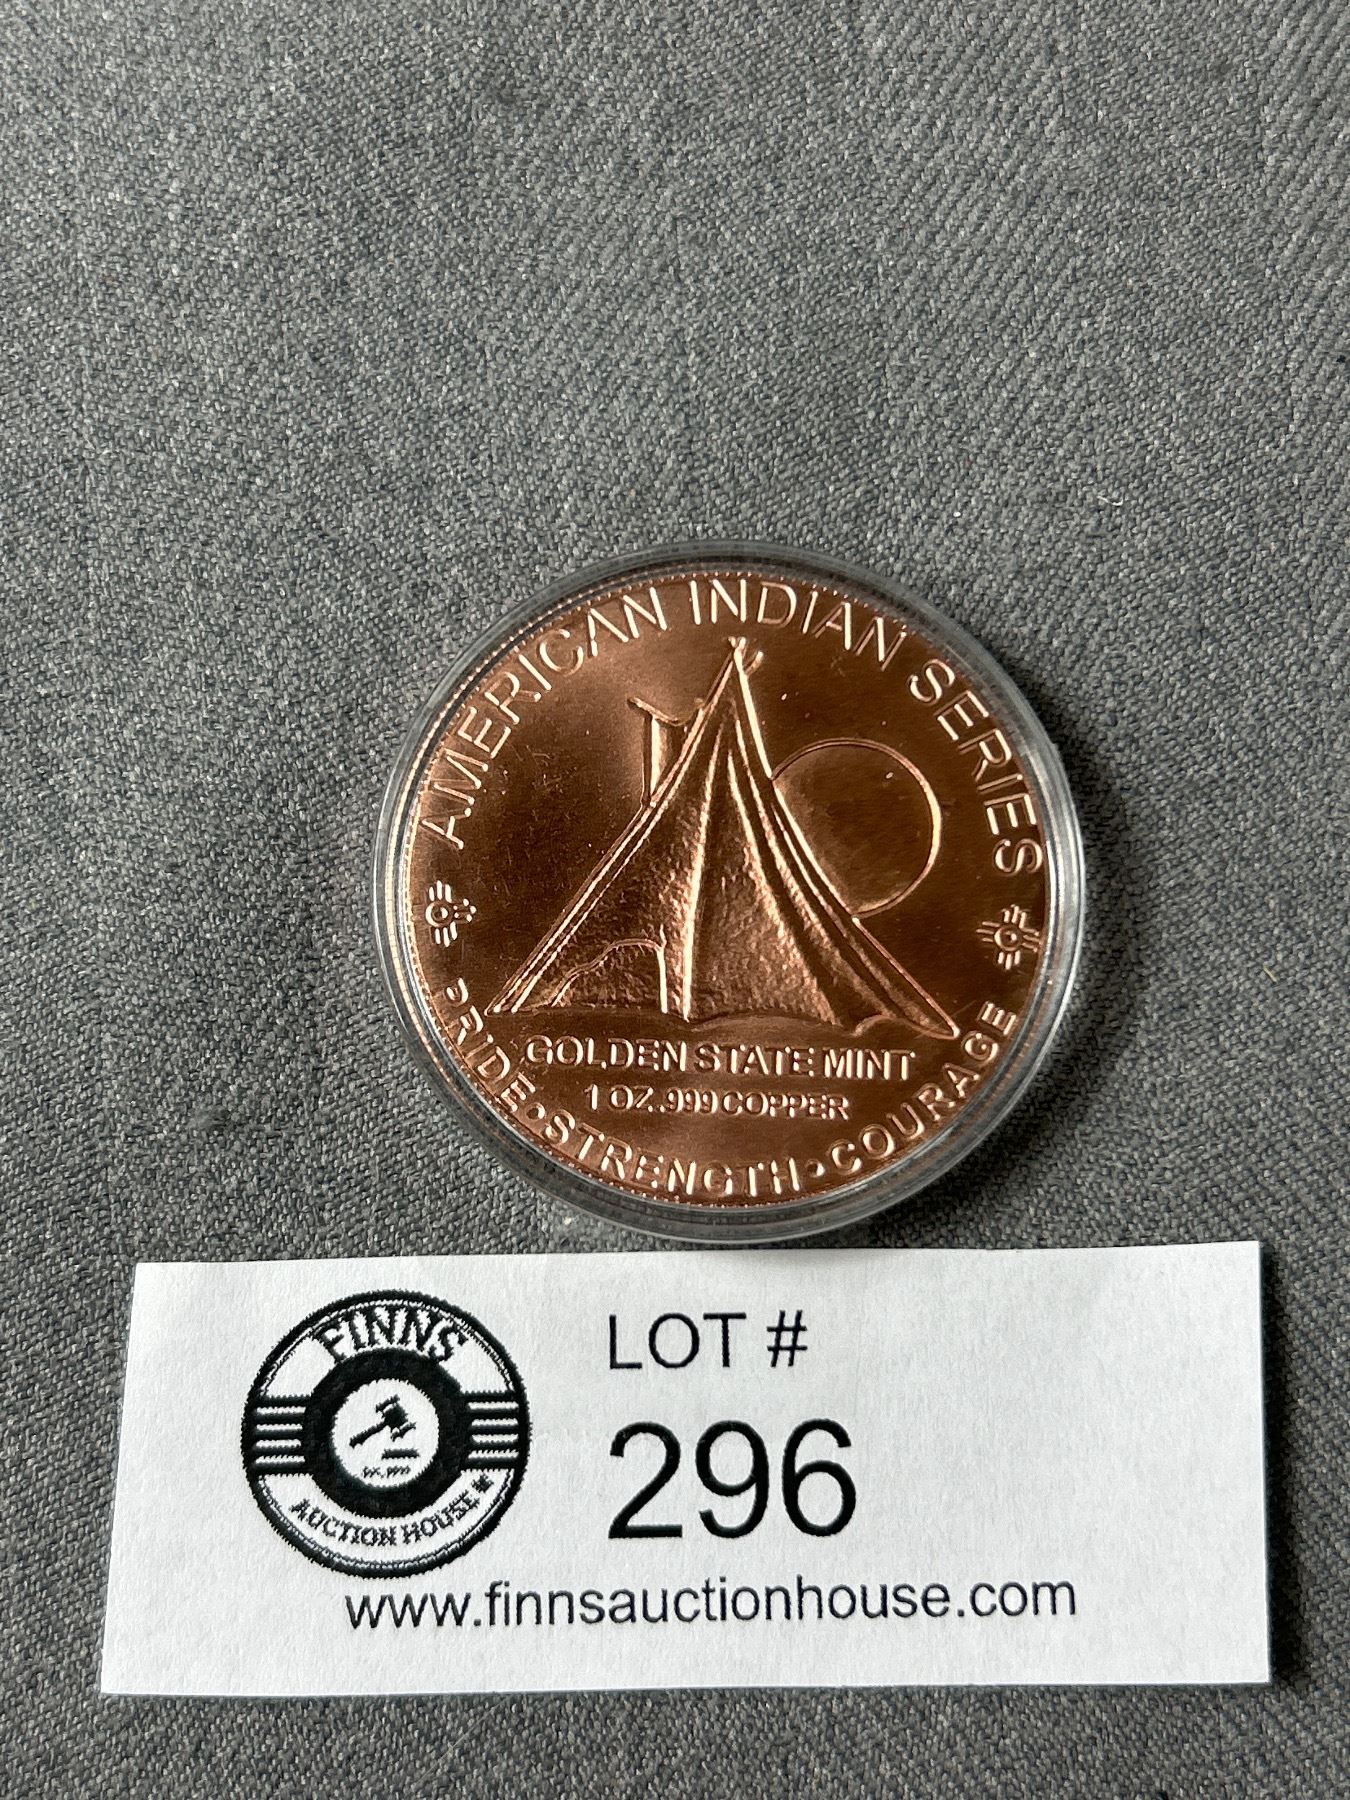 AMERICAN INDIAN SERIES
GOLDEN STATE MINT
1 OZ. .999 COPPER
PRIDE • STRENGTH • COURAGE
FINNS
AUCTION HOUSE
LOT #
296
www.finnsauctionhouse.com